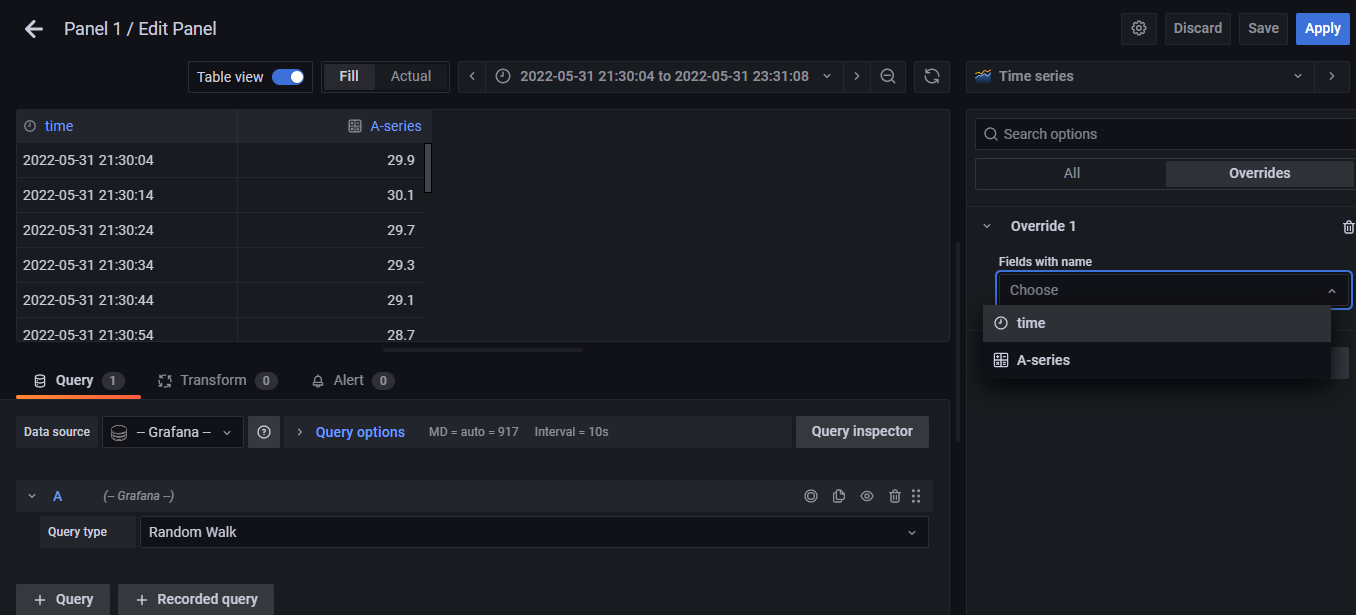 Panel 1 / Edit Panel
Discard
Save
Apply
Table view
Fill
Actual
2022-05-31 21:30:04 to 2022-05-31 23:31:08
Time series
time
A-series
2022-05-31 21:30:04
29.9
2022-05-31 21:30:14
30.1
2022-05-31 21:30:24
29.7
2022-05-31 21:30:34
29.3
2022-05-31 21:30:44
29.1
2022-05-31 21:30:54
28.7
Search options
All
Overrides
Override 1
Fields with name
Choose
time
A-series
Query 1
Transform 0
Alert 0
Data source
-- Grafana --
Query options
MD = auto = 917
Interval = 10s
Query inspector
A
(-- Grafana --)
Query type
Random Walk
+ Query
+ Recorded query